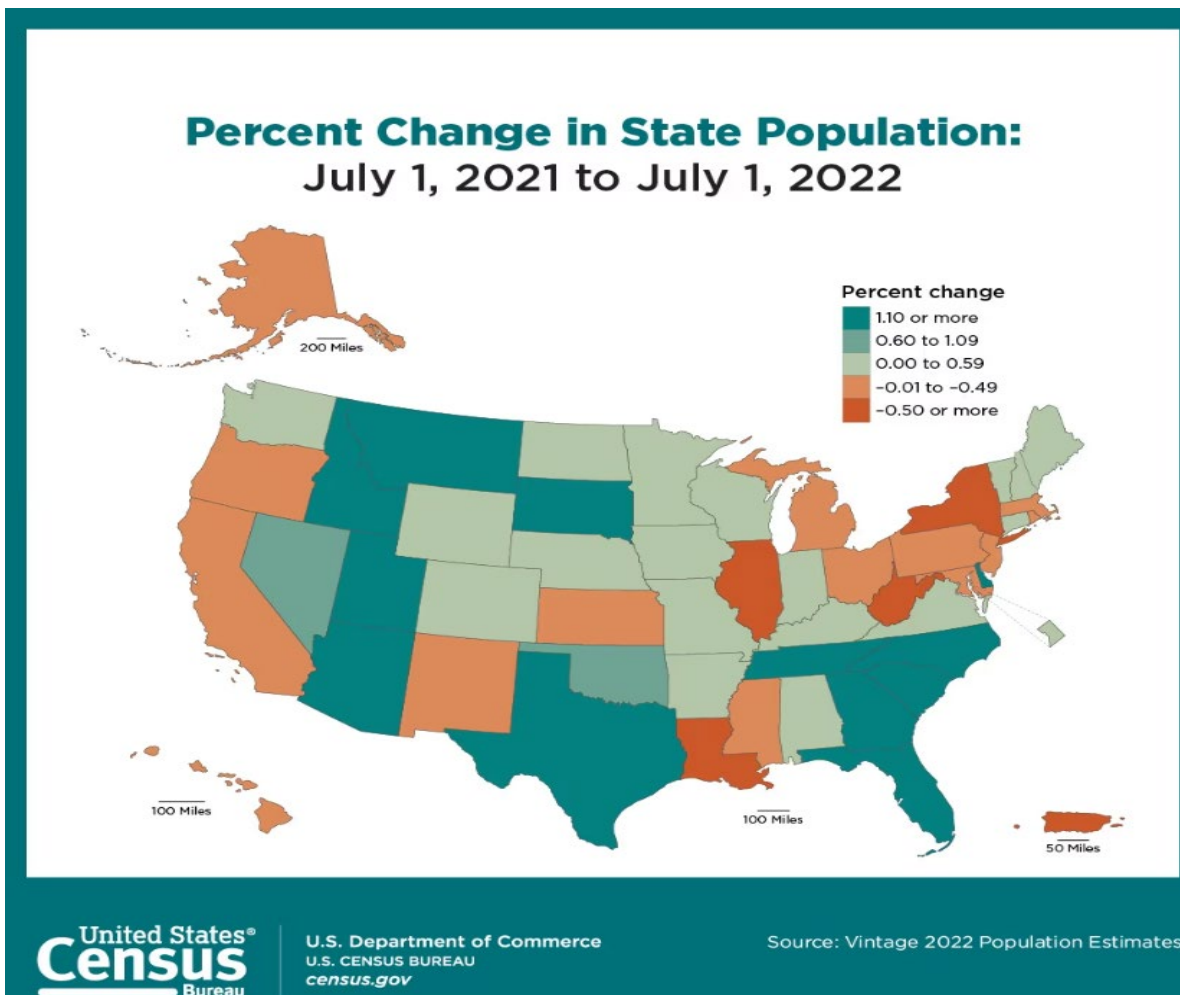 Percent Change in State Population:
July 1, 2021 to July 1, 2022
200 Miles
Percent change
1.10 or more
0.60 to 1.09
0.00 to 0.59
−0.01 to −0.49
−0.50 or more
100 Miles
100 Miles
50 Miles
United States®
Census
Bureau
U.S. Department of Commerce
U.S. CENSUS BUREAU
census.gov
Source: Vintage 2022 Population Estimates